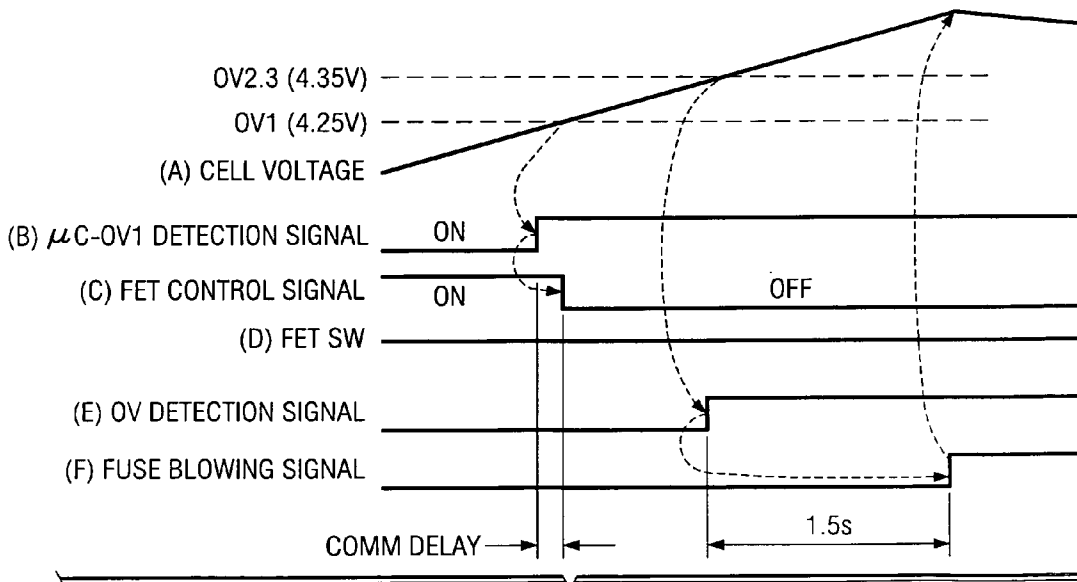 OV2.3 (4.35V)
OV1 (4.25V)
(A) CELL VOLTAGE
(B) μC-OV1 DETECTION SIGNAL ON
(C) FET CONTROL SIGNAL ON OFF
(D) FET SW
(E) OV DETECTION SIGNAL
(F) FUSE BLOWING SIGNAL
COMM DELAY 1.5s